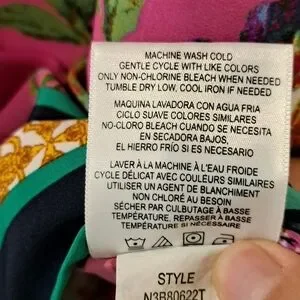 MACHINE WASH COLD
GENTLE CYCLE WITH LIKE COLORS
ONLY NON-CHLORINE BLEACH WHEN NEEDED
TUMBLE DRY LOW, COOL IRON IF NEEDED
MAQUINA LAVADORA CON AGUA FRIA
CICLO SUAVE COLORES SIMILARES
NO-CLORO BLEACH CUANDO SE NECESITA
EN SECADORA BAJOS,
EL HIERRO FRÍO SI ES NECESARIO
LAVER À LA MACHINE À L'EAU FROIDE
CYCLE DÉLICAT AVEC COULEURS SIMILAIRES
UTILISER UN AGENT DE BLANCHIMENT
NON CHLORÉ AU BESOIN
SÉCHER PAR CULBUTAGE À BASSE
TEMPÉRATURE. REPASSER À BASSE
TEMPÉRATURE SI NÉCESSAIRE
STYLE
N3B80622T